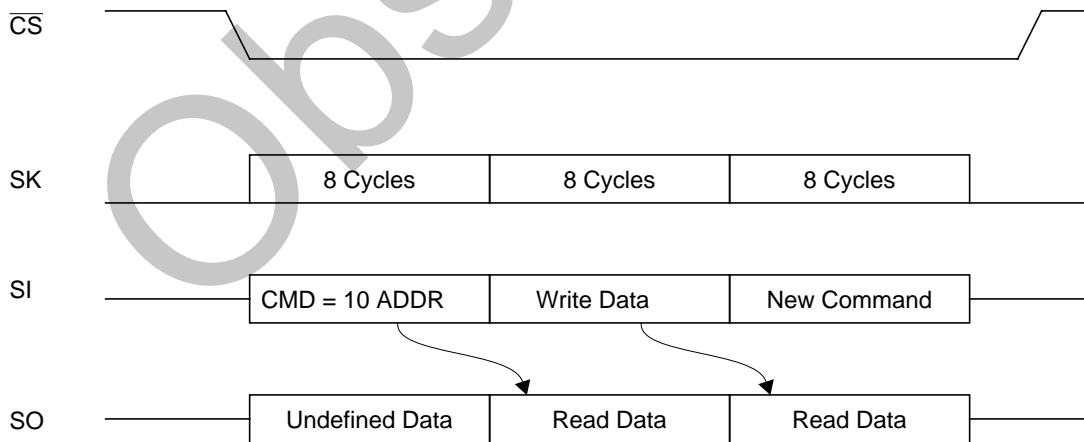 CS
SK 8 Cycles 8 Cycles 8 Cycles
SI CMD = 10 ADDR Write Data New Command
SO Undefined Data Read Data Read Data
Obs